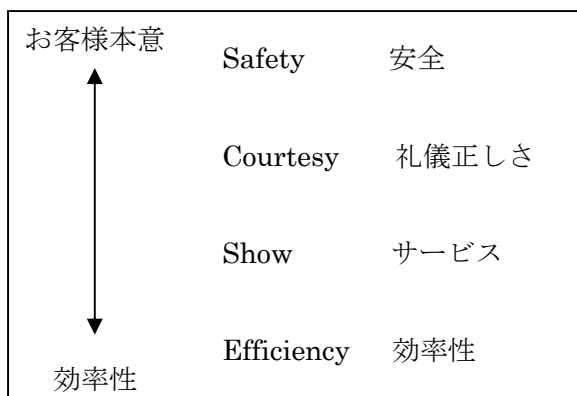 お客様本意
Safety 安全
Courtesy 礼儀正しさ
Show サービス
Efficiency 効率性
効率性